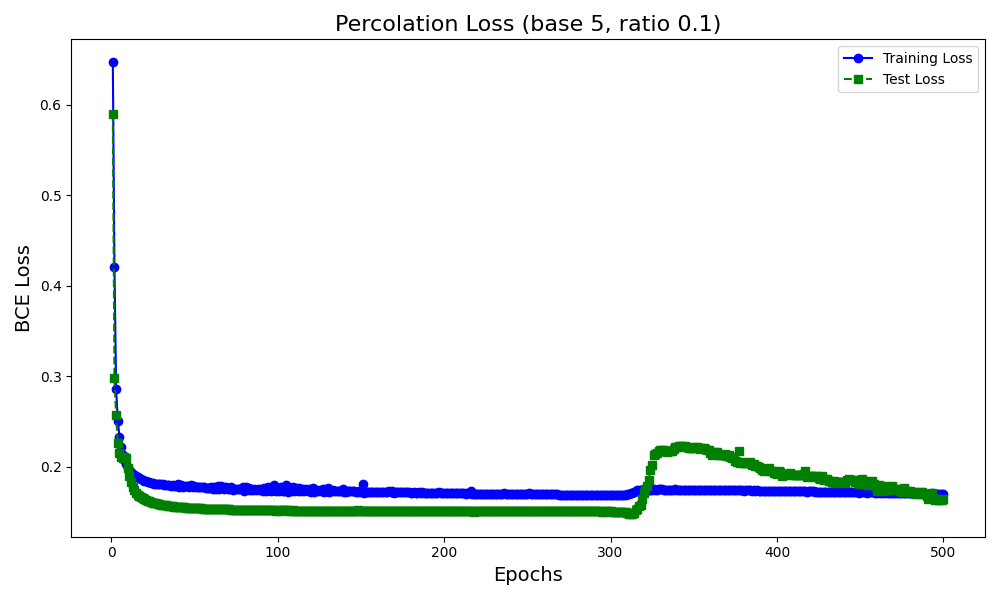 Percolation Loss (base 5, ratio 0.1)
Training Loss
Test Loss
BCE Loss
0.6
0.5
0.4
0.3
0.2
0
100
200
300
400
500
Epochs